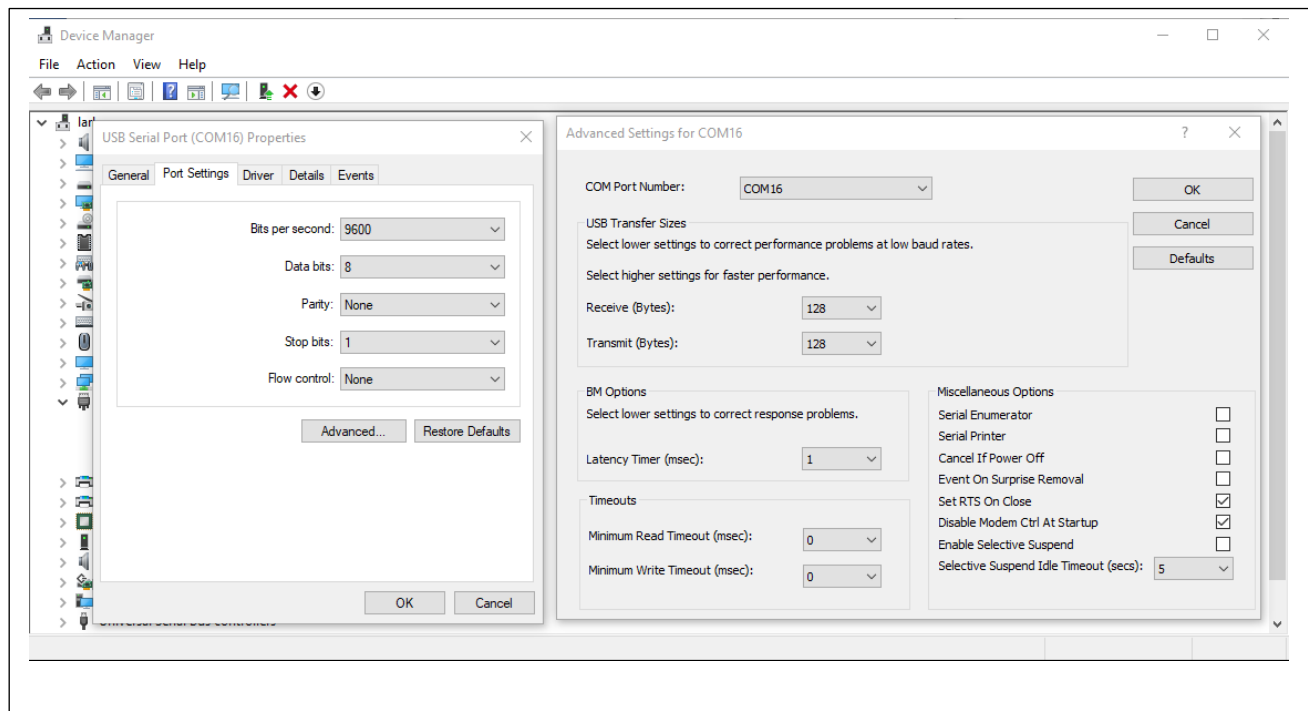 Device Manager
File Action View Help
USB Serial Port (COM16) Properties
General Port Settings Driver Details Events
Bits per second: 9600
Data bits: 8
Parity: None
Stop bits: 1
Flow control: None
Advanced... Restore Defaults
OK Cancel
Advanced Settings for COM16
COM Port Number: COM16
OK
Cancel
Defaults
USB Transfer Sizes
Select lower settings to correct performance problems at low baud rates.
Select higher settings for faster performance.
Receive (Bytes): 128
Transmit (Bytes): 128
BM Options
Select lower settings to correct response problems.
Latency Timer (msec): 1
Timeouts
Minimum Read Timeout (msec): 0
Minimum Write Timeout (msec): 0
Miscellaneous Options
Serial Enumerator
Serial Printer
Cancel If Power Off
Event On Surprise Removal
Set RTS On Close
Disable Modem Ctrl At Startup
Enable Selective Suspend
Selective Suspend Idle Timeout (secs): 5